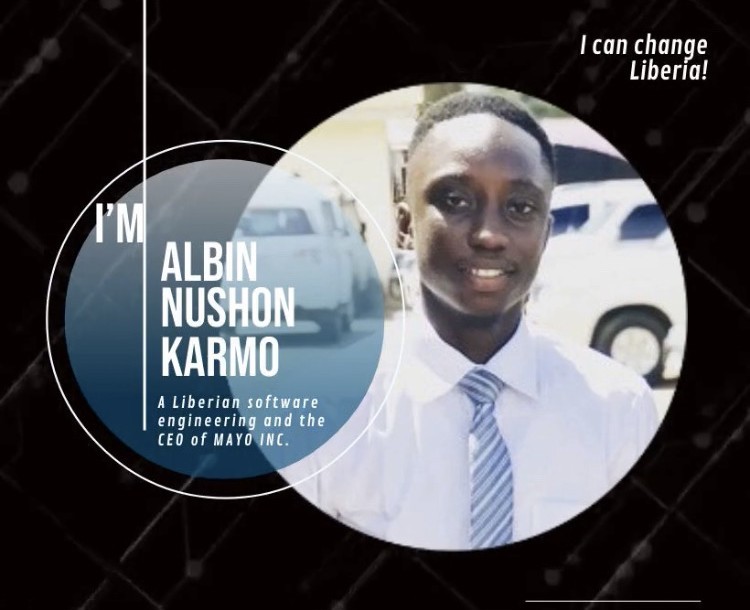 I can change
Liberia!
I'M
ALBIN
NUSHON
KARMO
A Liberian software
engineering and the
CEO of MAYO INC.